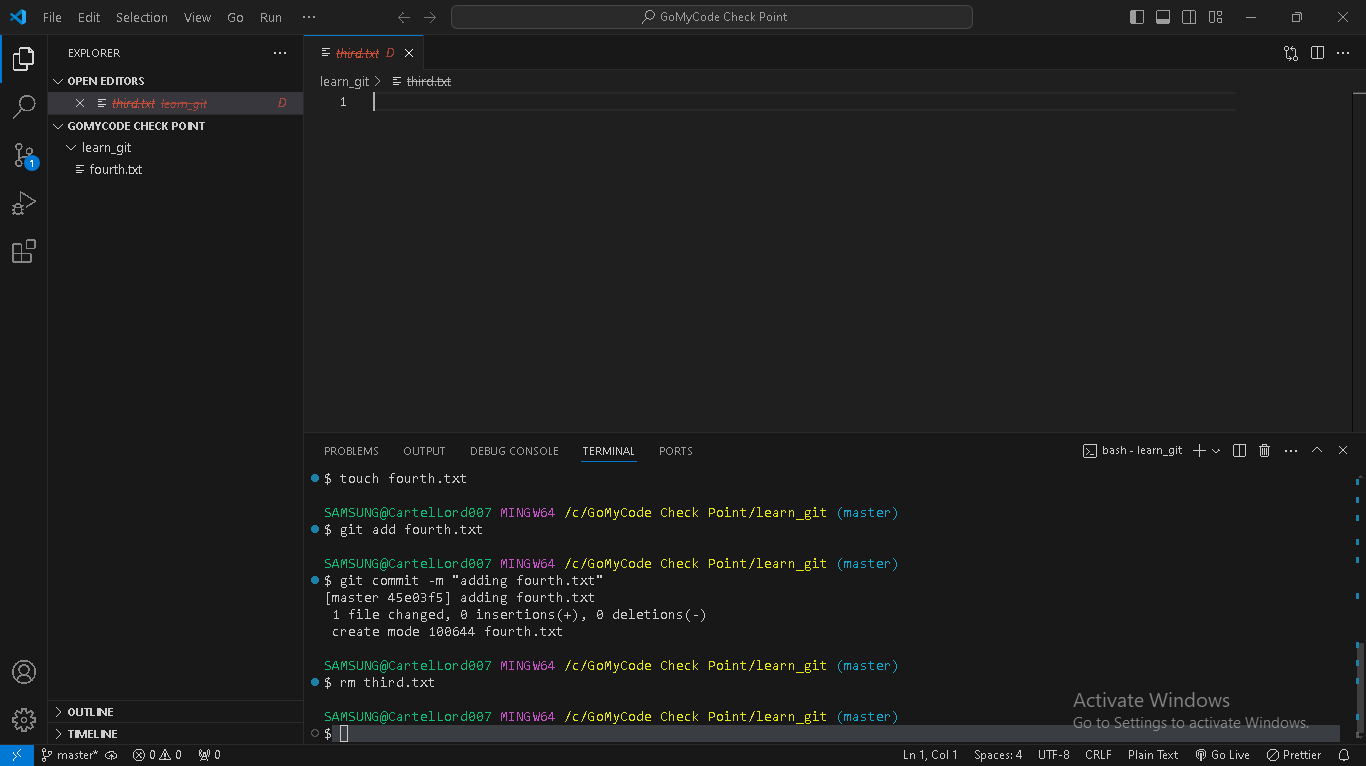 File Edit Selection View Go Run ···
GoMyCode Check Point
EXPLORER
OPEN EDITORS
third.txt learn_git D
GOMYCODE CHECK POINT
learn_git
fourth.txt
OUTLINE
TIMELINE
1
third.txt D
learn_git > third.txt
1
PROBLEMS OUTPUT DEBUG CONSOLE TERMINAL PORTS
bash - learn_git
$ touch fourth.txt
SAMSUNG@CartelLord007 MINGW64 /c/GoMyCode Check Point/learn_git (master)
$ git add fourth.txt
SAMSUNG@CartelLord007 MINGW64 /c/GoMyCode Check Point/learn_git (master)
$ git commit -m "adding fourth.txt"
[master 45e03f5] adding fourth.txt
1 file changed, 0 insertions(+), 0 deletions(-)
create mode 100644 fourth.txt
SAMSUNG@CartelLord007 MINGW64 /c/GoMyCode Check Point/learn_git (master)
$ rm third.txt
SAMSUNG@CartelLord007 MINGW64 /c/GoMyCode Check Point/learn_git (master)
$
Activate Windows
Go to Settings to activate Windows.
master* 0 0 0
Ln 1, Col 1 Spaces: 4 UTF-8 CRLF Plain Text Go Live Prettier